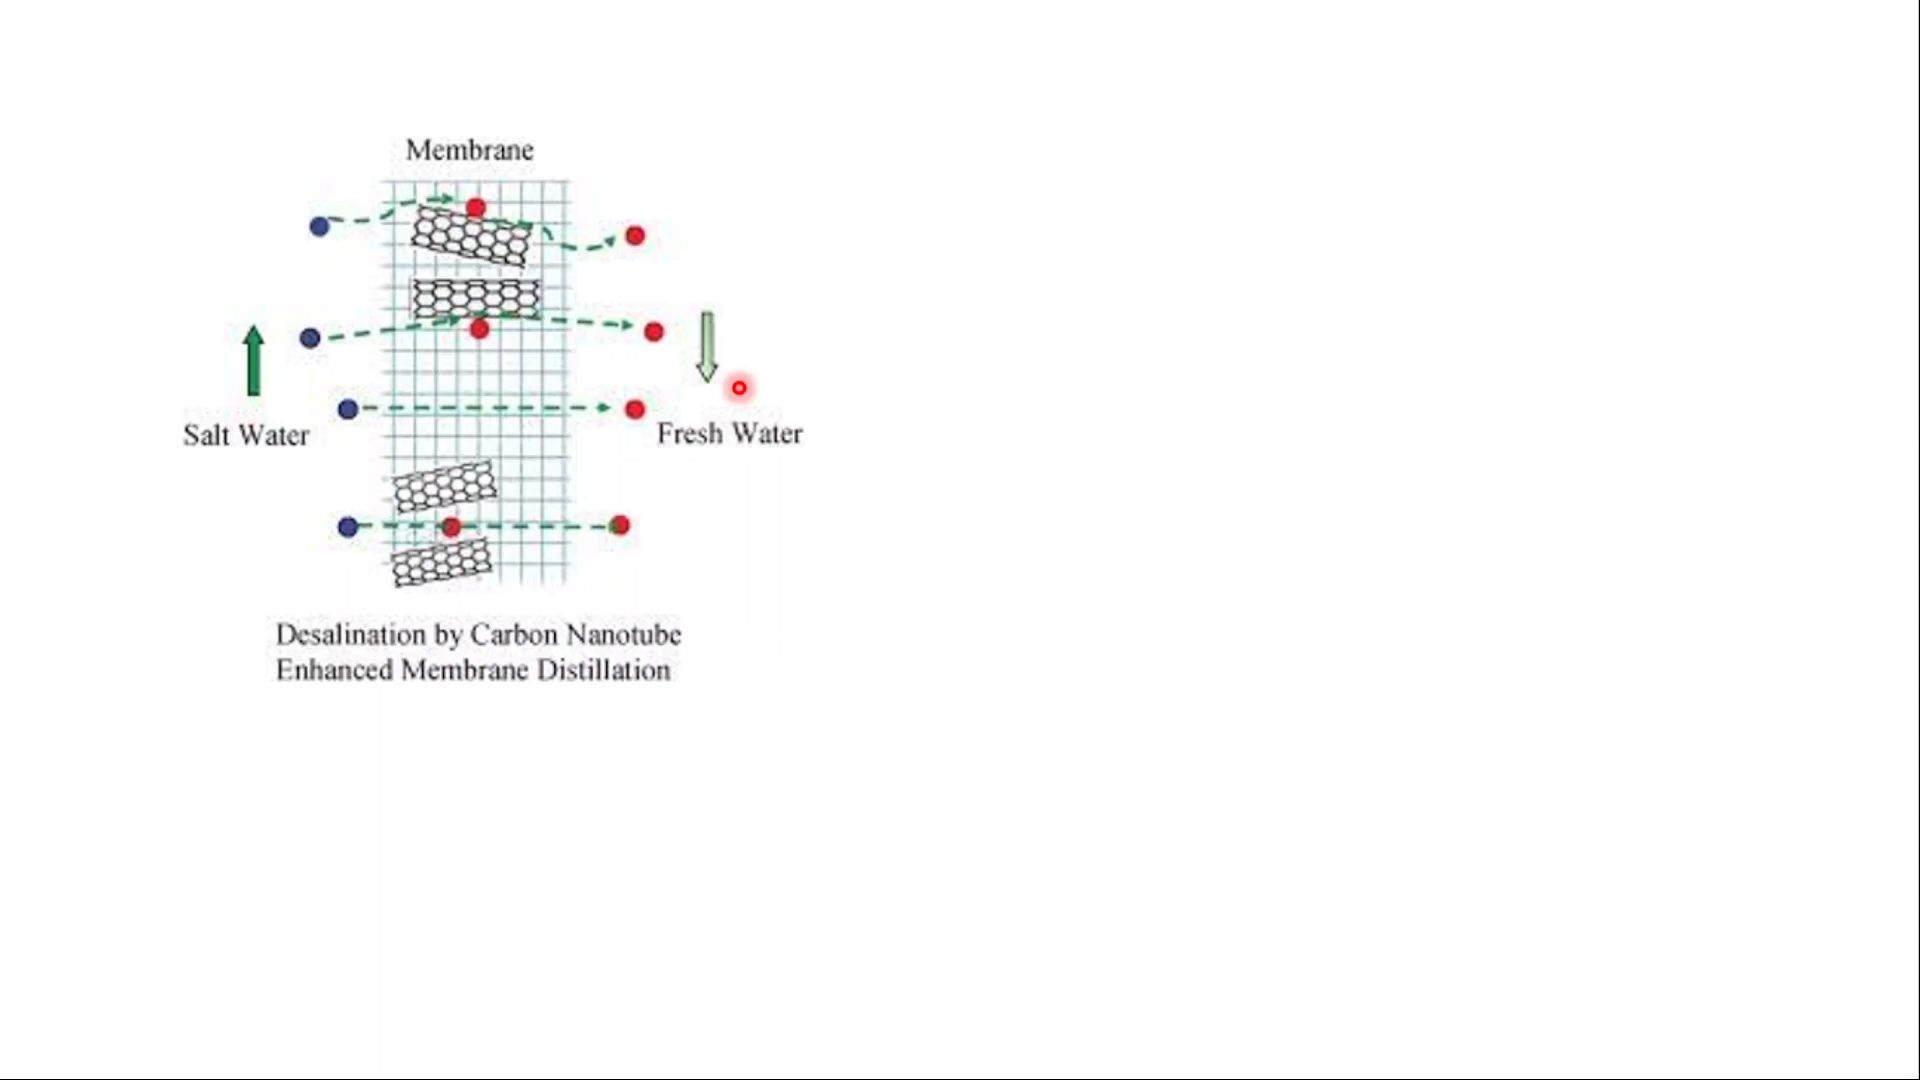 Membrane
Salt Water
Fresh Water
Desalination by Carbon Nanotube
Enhanced Membrane Distillation